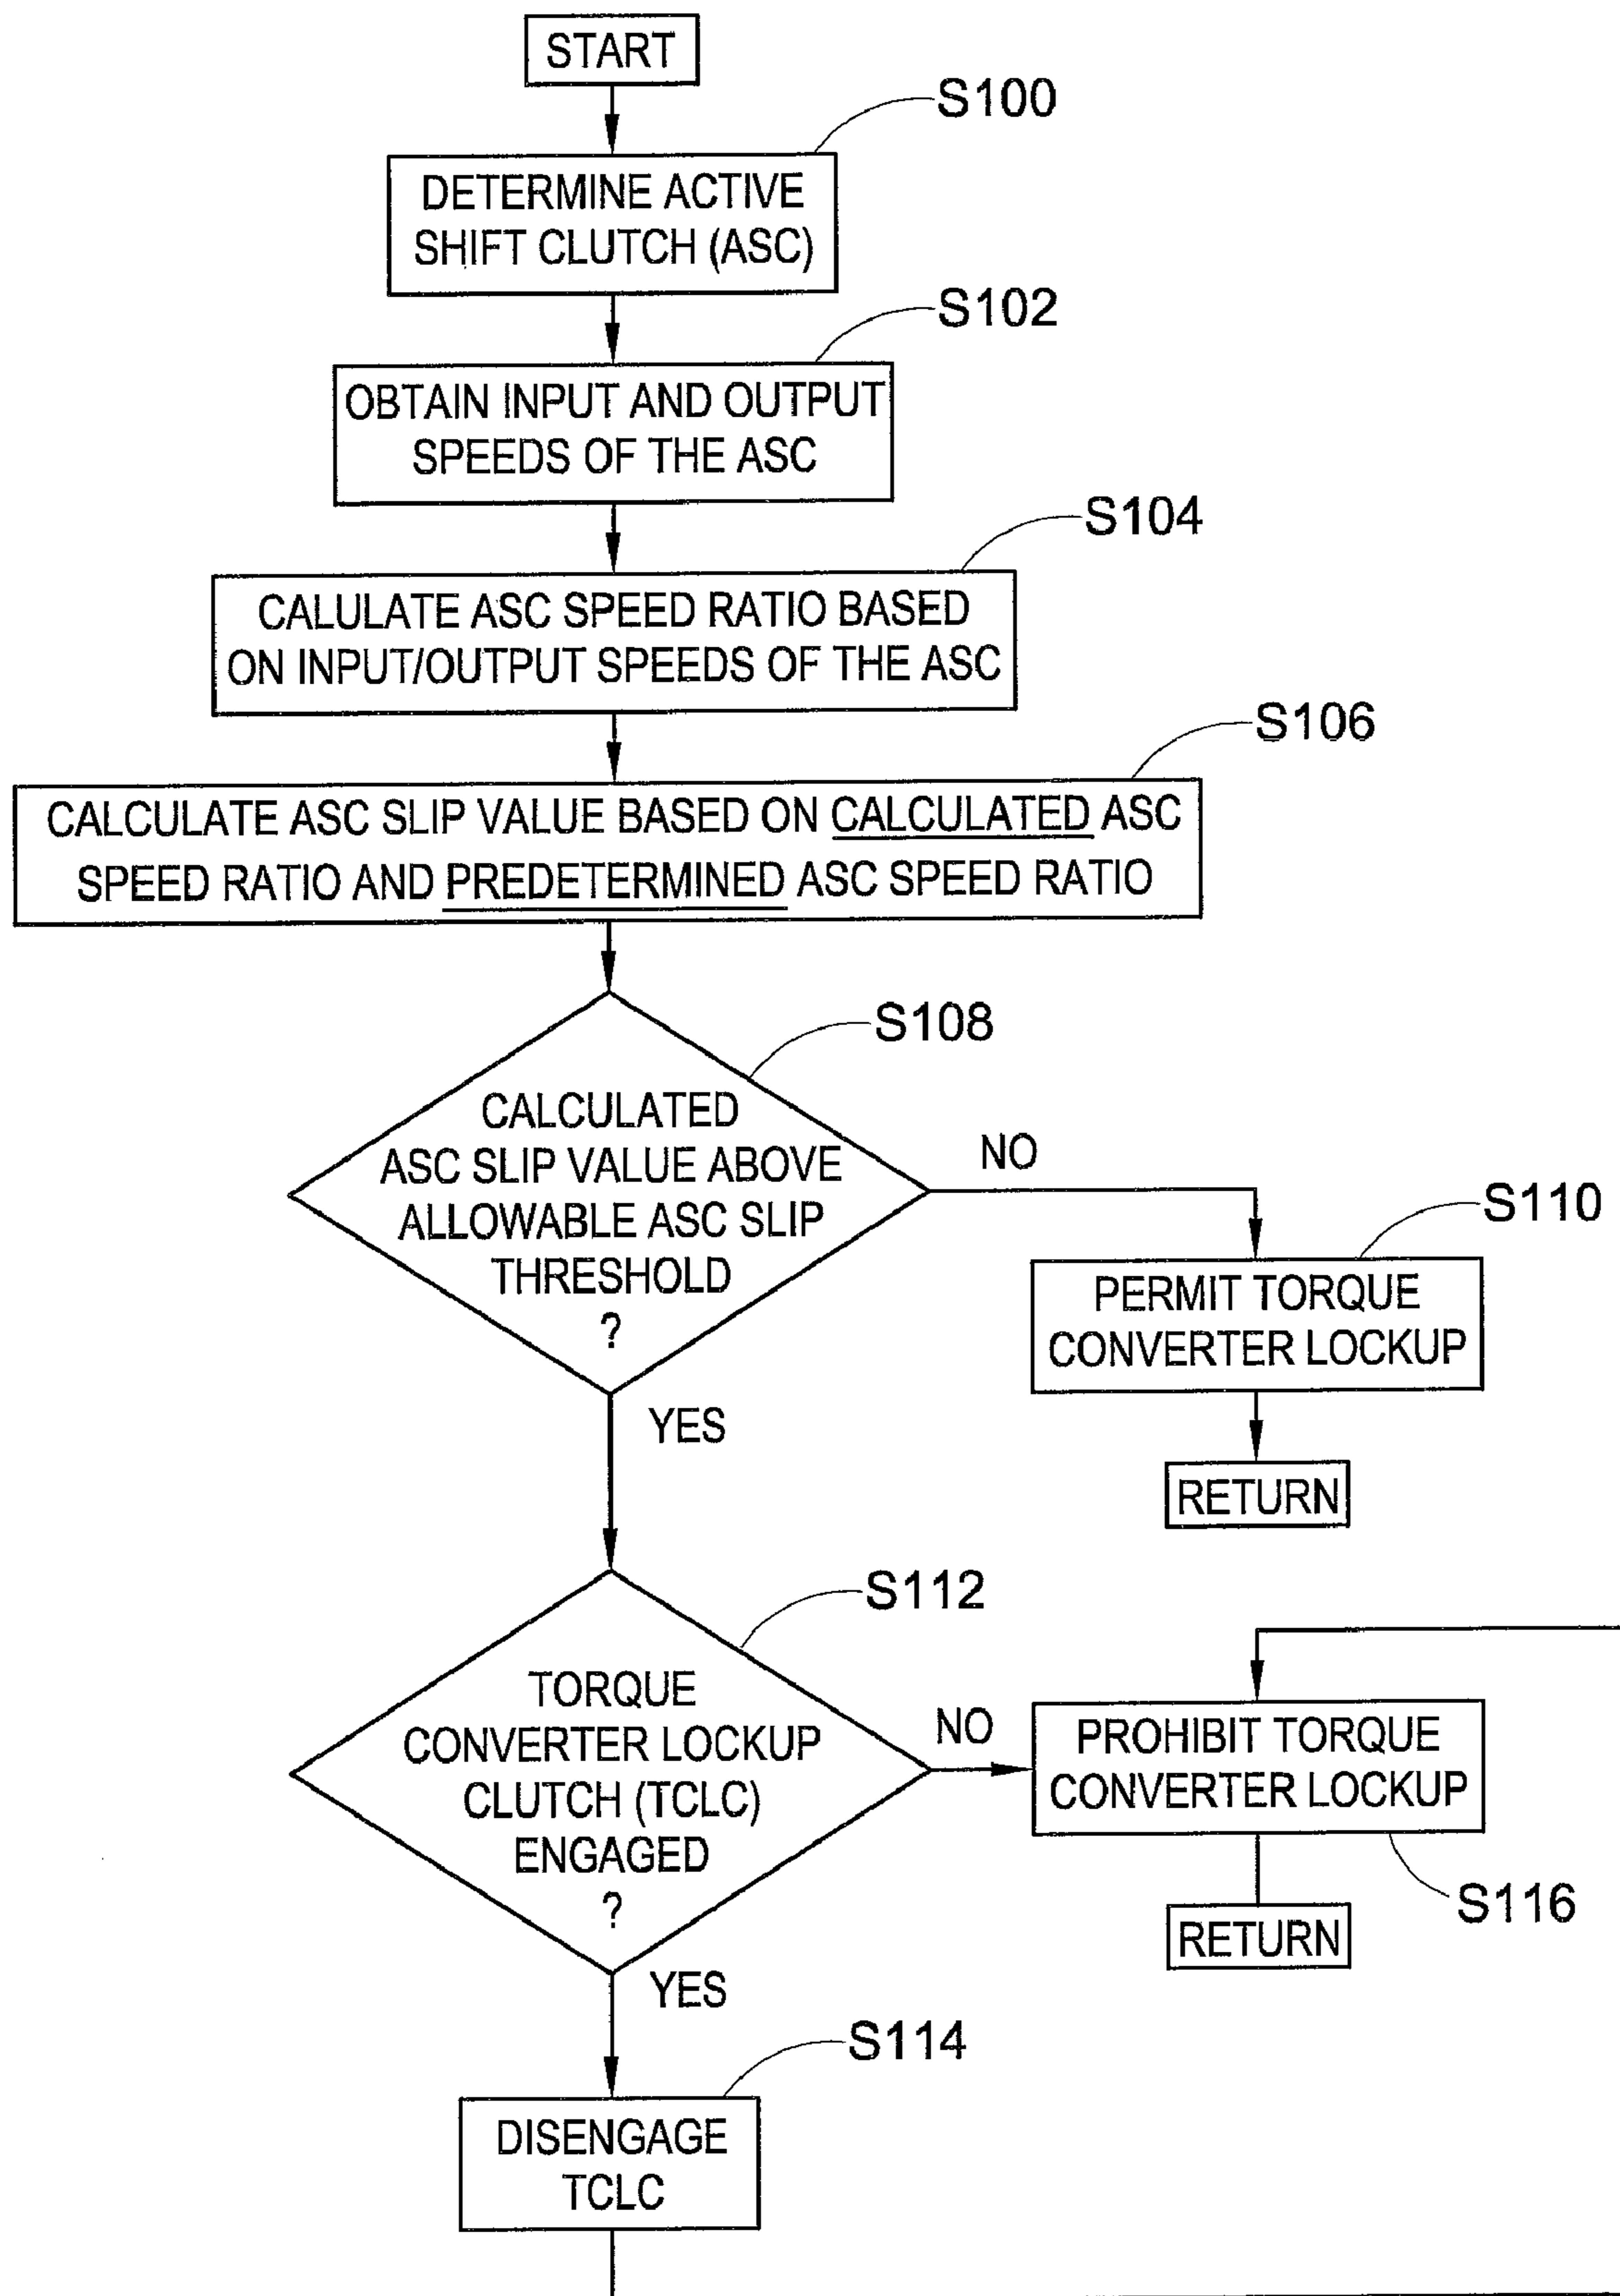 START
S100
DETERMINE ACTIVE
SHIFT CLUTCH (ASC)
S102
OBTAIN INPUT AND OUTPUT
SPEEDS OF THE ASC
S104
CALULATE ASC SPEED RATIO BASED
ON INPUT/OUTPUT SPEEDS OF THE ASC
S106
CALCULATE ASC SLIP VALUE BASED ON CALCULATED ASC
SPEED RATIO AND PREDETERMINED ASC SPEED RATIO
S108
CALCULATED
ASC SLIP VALUE ABOVE
ALLOWABLE ASC SLIP
THRESHOLD
?
NO
S110
PERMIT TORQUE
CONVERTER LOCKUP
RETURN
YES
S112
TORQUE
CONVERTER LOCKUP
CLUTCH (TCLC)
ENGAGED
?
NO
PROHIBIT TORQUE
CONVERTER LOCKUP
S116
RETURN
YES
S114
DISENGAGE
TCLC